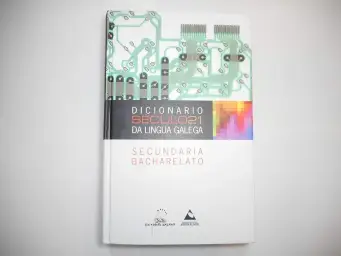 DICIONARIO
SÉCULO21
DA LINGUA GALEGA
SECUNDARIA
BACHARELATO